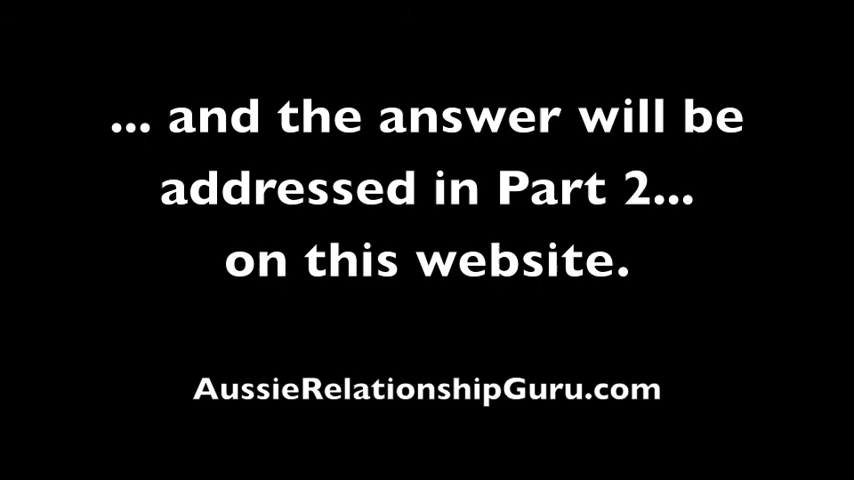 ... and the answer will be
addressed in Part 2...
on this website.
AussieRelationshipGuru.com